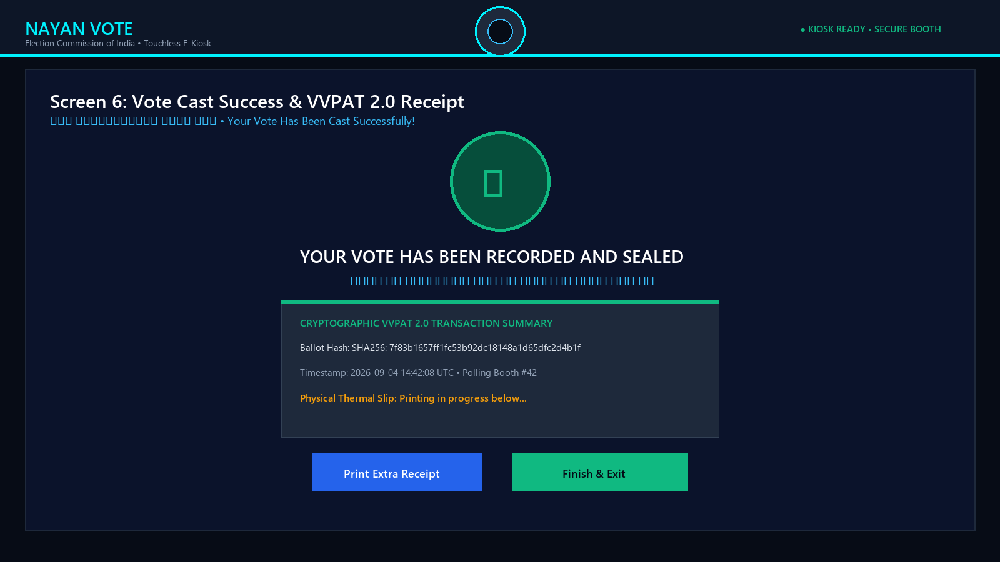 NAYAN VOTE
Election Commission of India • Touchless E-Kiosk
● KIOSK READY • SECURE BOOTH
Screen 6: Vote Cast Success & VVPAT 2.0 Receipt
• Your Vote Has Been Cast Successfully!
YOUR VOTE HAS BEEN RECORDED AND SEALED
CRYPTOGRAPHIC VVPAT 2.0 TRANSACTION SUMMARY
Ballot Hash: SHA256: 7f83b1657ff1fc53b92dc18148a1d65dfc2d4b1f
Timestamp: 2026-09-04 14:42:08 UTC • Polling Booth #42
Physical Thermal Slip: Printing in progress below...
Print Extra Receipt
Finish & Exit